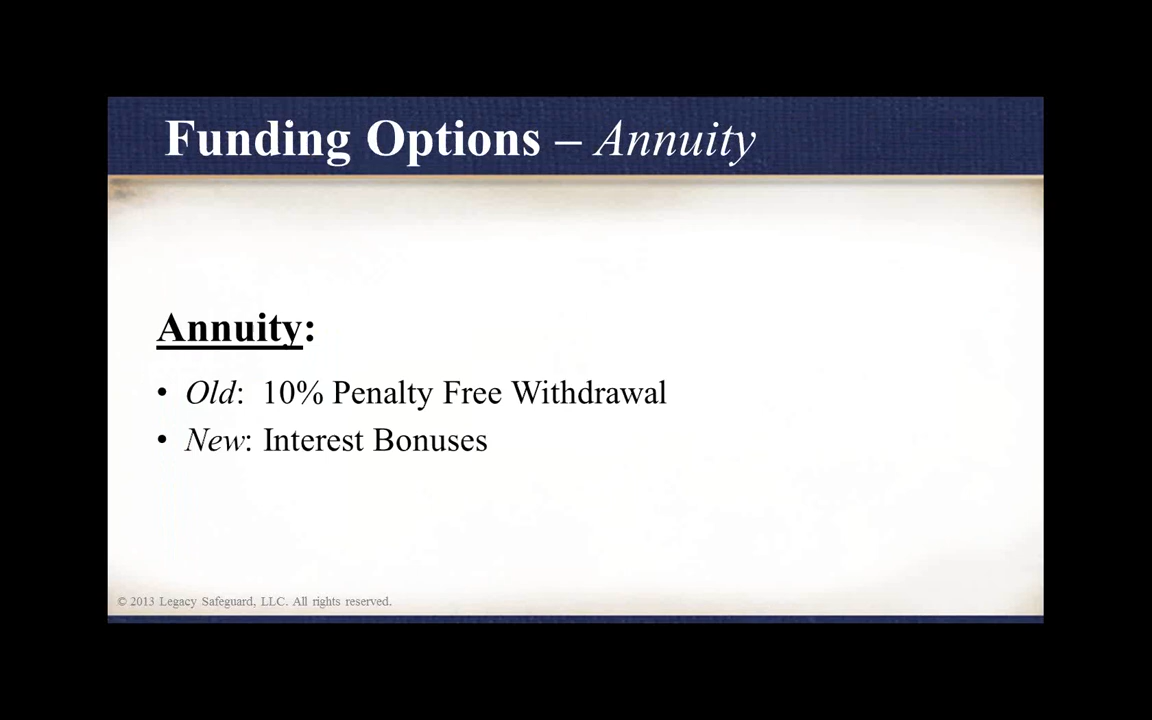 Funding Options – Annuity
Annuity:
• Old: 10% Penalty Free Withdrawal
• New: Interest Bonuses
© 2013 Legacy Safeguard, LLC. All rights reserved.